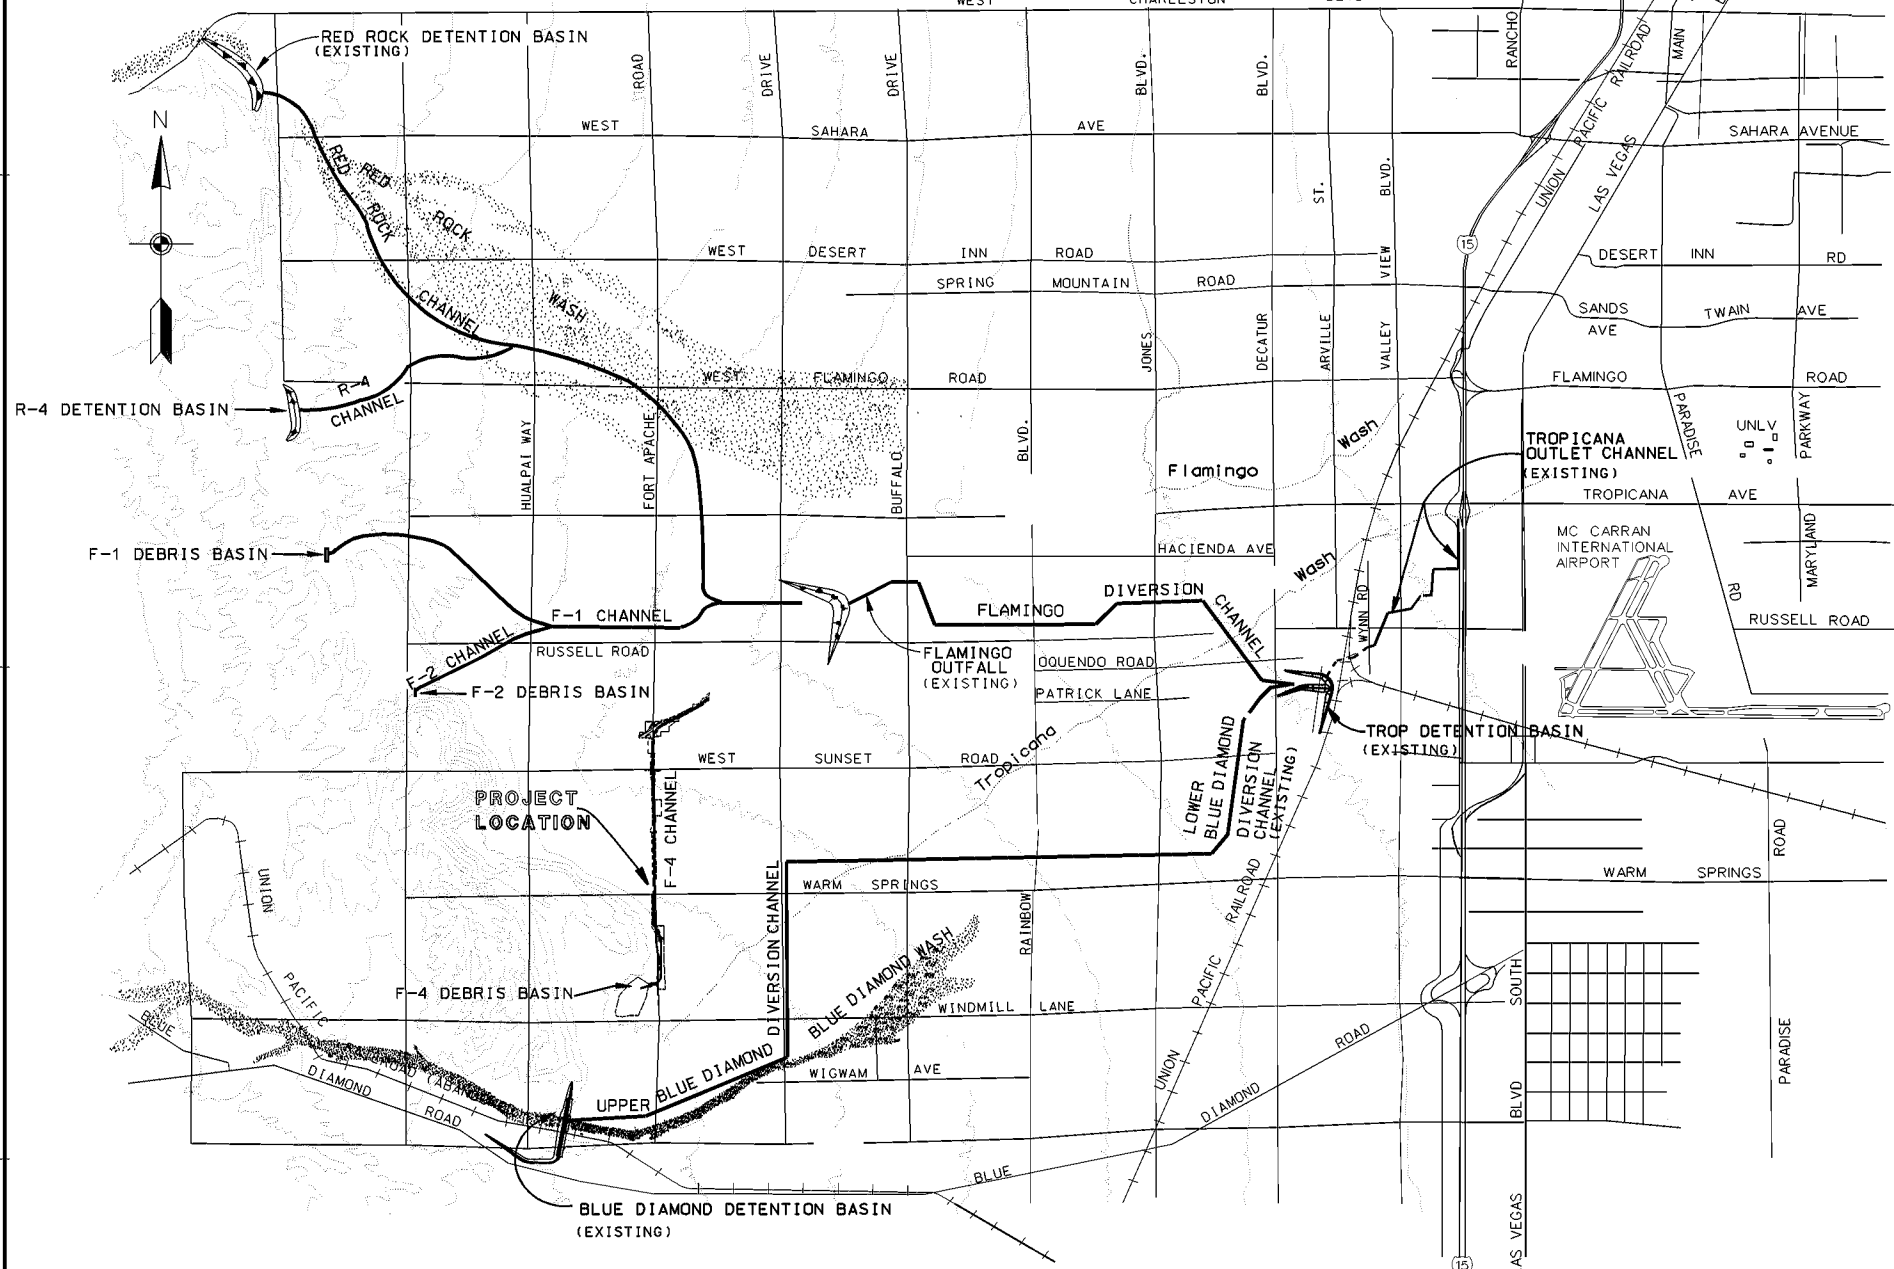 WEST CHARLESTON
RED ROCK DETENTION BASIN
(EXISTING)
ROAD
DRIVE
DRIVE
BLVD.
BLVD.
RANCHO
MAIN
UNION PACIFIC RAILROAD
LAS VEGAS
N
WEST SAHARA AVE
SAHARA AVENUE
RED ROCK CHANNEL
RED ROCK WASH
ST.
BLVD.
15
WEST DESERT INN ROAD
DESERT INN RD
SPRING MOUNTAIN ROAD
SANDS
AVE
TWAIN AVE
JONES
DECATUR
ARVILLE
VALLEY VIEW
WEST FLAMINGO ROAD
FLAMINGO ROAD
R-4
CHANNEL
R-4 DETENTION BASIN
HUALPAI WAY
FORT APACHE
BUFFALO
BLVD.
Flamingo Wash
PARADISE
RD
UNLV
PARKWAY
MARYLAND
TROPICANA
OUTLET CHANNEL
(EXISTING)
TROPICANA AVE
F-1 DEBRIS BASIN
HACIENDA AVE
MC CARRAN
INTERNATIONAL
AIRPORT
Tropicana Wash
WYNN RD
F-1 CHANNEL
FLAMINGO DIVERSION CHANNEL
RUSSELL ROAD
RUSSELL ROAD
F-2 CHANNEL
F-2 DEBRIS BASIN
FLAMINGO
OUTFALL
(EXISTING)
OQUENDO ROAD
PATRICK LANE
TROP DETENTION BASIN
(EXISTING)
WEST SUNSET ROAD
PROJECT
LOCATION
F-4 CHANNEL
LOWER
BLUE DIAMOND
DIVERSION
CHANNEL
(EXISTING)
WARM SPRINGS
WARM SPRINGS
ROAD
PARADISE
UNION PACIFIC
UNION PACIFIC RAILROAD
DIVERSION CHANNEL
RAINBOW
BLUE DIAMOND WASH
F-4 DEBRIS BASIN
WINDMILL LANE
SOUTH
BLVD
LAS VEGAS
BLUE
DIAMOND
ROAD
UPPER BLUE DIAMOND
WIGWAM AVE
BLUE DIAMOND ROAD
BLUE DIAMOND DETENTION BASIN
(EXISTING)
15